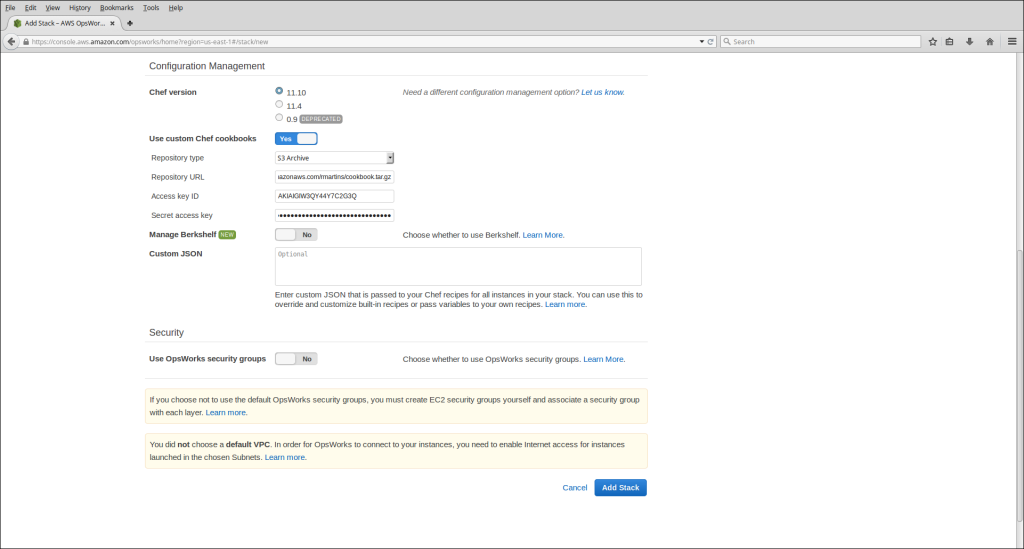 File Edit View History Bookmarks Tools Help
Add Stack – AWS OpsWor...
https://console.aws.amazon.com/opsworks/home?region=us-east-1#/stack/new
Search
Configuration Management
Chef version
11.10
Need a different configuration management option? Let us know.
11.4
0.9 DEPRECATED
Use custom Chef cookbooks
Yes
Repository type
S3 Archive
Repository URL
azonaws.com/rmartins/cookbook.tar.gz
Access key ID
AKIAIGIW3QY44Y7C2G3Q
Secret access key
Manage Berkshelf NEW
No
Choose whether to use Berkshelf. Learn More.
Custom JSON
Optional
Enter custom JSON that is passed to your Chef recipes for all instances in your stack. You can use this to
override and customize built-in recipes or pass variables to your own recipes. Learn more.
Security
Use OpsWorks security groups
No
Choose whether to use OpsWorks security groups. Learn More.
If you choose not to use the default OpsWorks security groups, you must create EC2 security groups yourself and associate a security group
with each layer. Learn more.
You did not choose a default VPC. In order for OpsWorks to connect to your instances, you need to enable Internet access for instances
launched in the chosen Subnets. Learn more.
Cancel
Add Stack